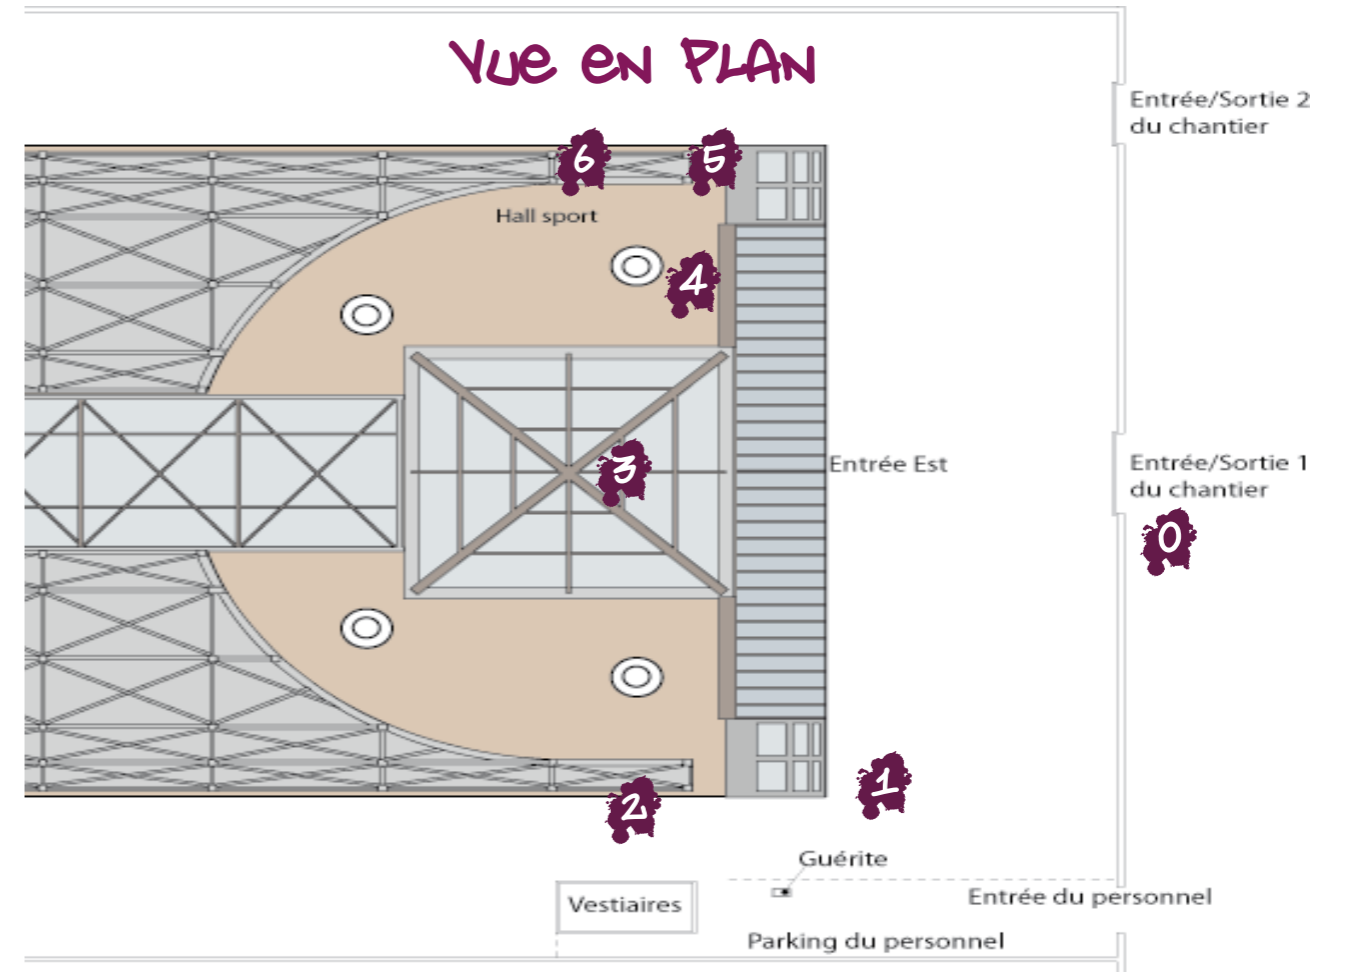 VUE EN PLAN
Entrée/Sortie 2
du chantier
6
5
Hall sport
4
3
Entrée Est
Entrée/Sortie 1
du chantier
0
1
2
Guérite
Vestiaires
Entrée du personnel
Parking du personnel